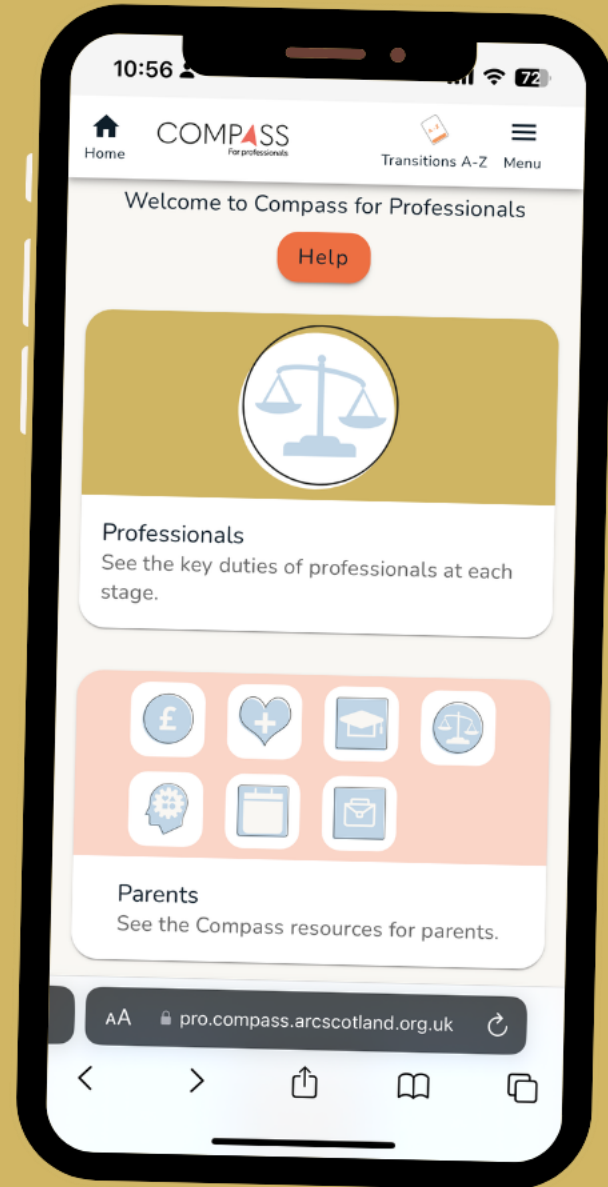 10:56
72
Home
COMPASS
For professionals
Transitions A-Z
Menu
Welcome to Compass for Professionals
Help
Professionals
See the key duties of professionals at each
stage.
£
Parents
See the Compass resources for parents.
AA
pro.compass.arcscotland.org.uk